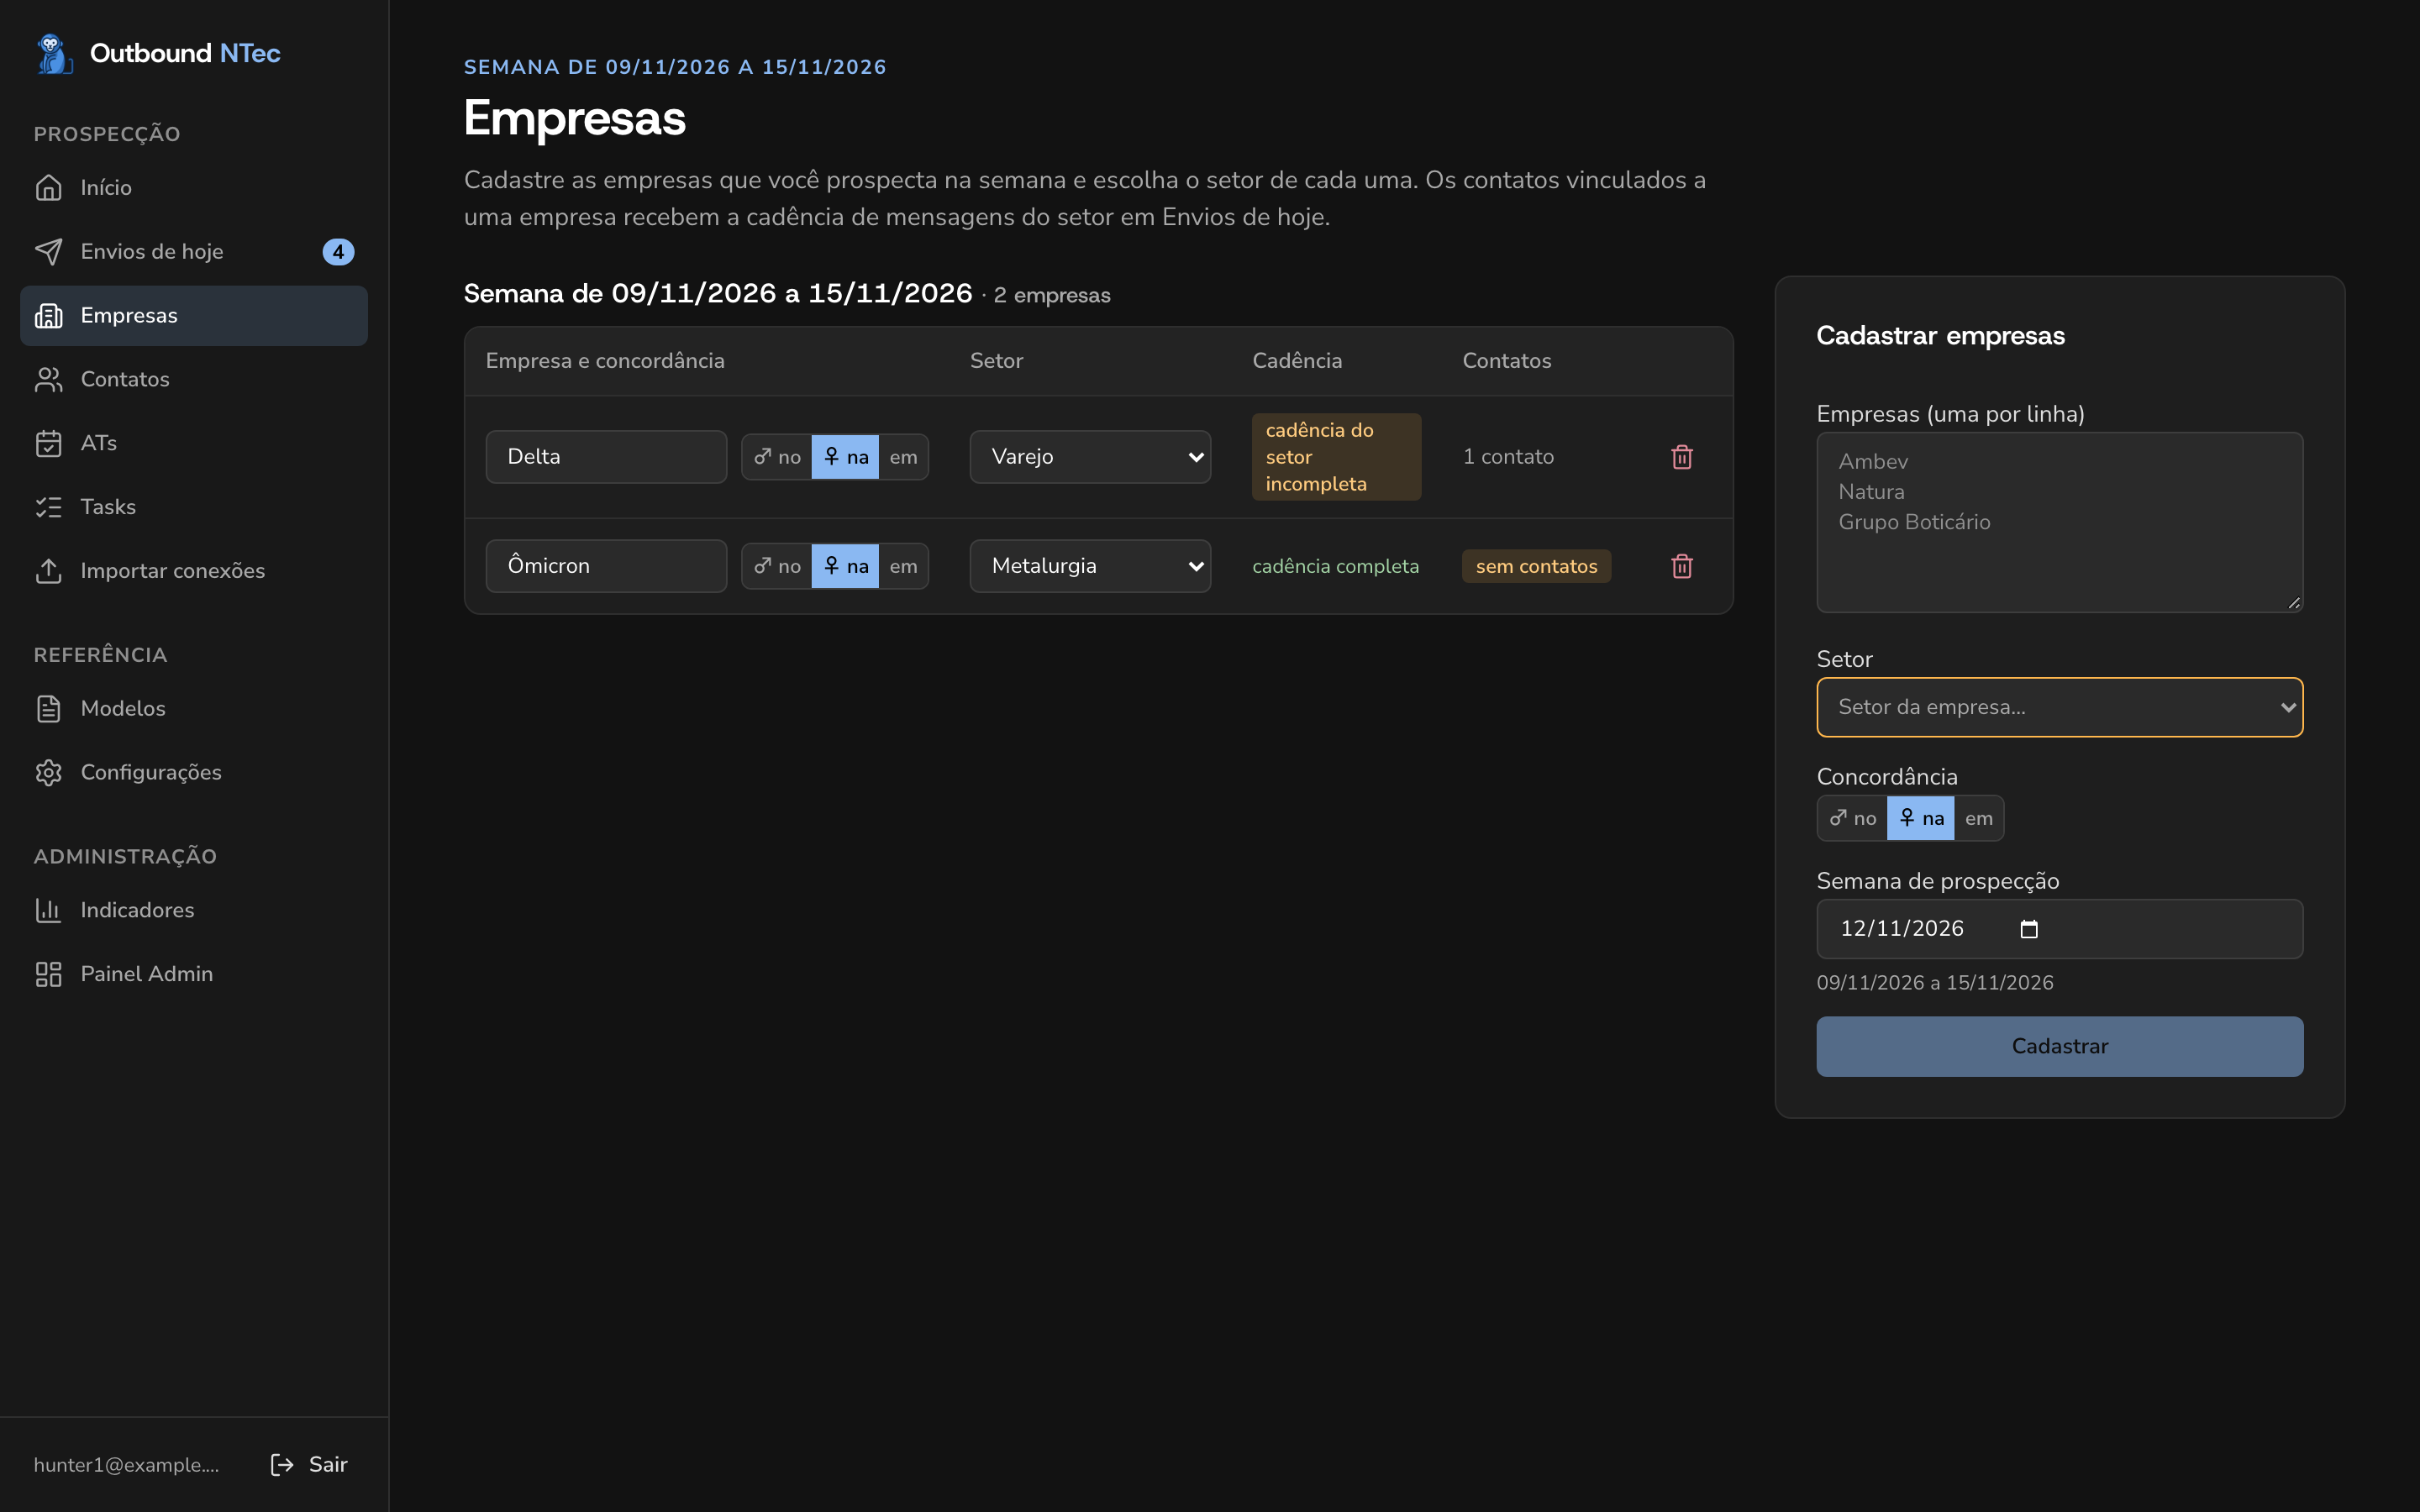 Outbound NTec
PROSPECÇÃO
Início
Envios de hoje 4
Empresas
Contatos
ATs
Tasks
Importar conexões
REFERÊNCIA
Modelos
Configurações
ADMINISTRAÇÃO
Indicadores
Painel Admin
hunter1@example.... Sair
SEMANA DE 09/11/2026 A 15/11/2026
Empresas
Cadastre as empresas que você prospecta na semana e escolha o setor de cada uma. Os contatos vinculados a
uma empresa recebem a cadência de mensagens do setor em Envios de hoje.
Semana de 09/11/2026 a 15/11/2026 · 2 empresas
Empresa e concordância Setor Cadência Contatos
Delta ♂ no ♀ na em Varejo cadência do
setor
incompleta 1 contato
Ômicron ♂ no ♀ na em Metalurgia cadência completa sem contatos
Cadastrar empresas
Empresas (uma por linha)
Ambev
Natura
Grupo Boticário
Setor
Setor da empresa...
Concordância
♂ no ♀ na em
Semana de prospecção
12/11/2026
09/11/2026 a 15/11/2026
Cadastrar